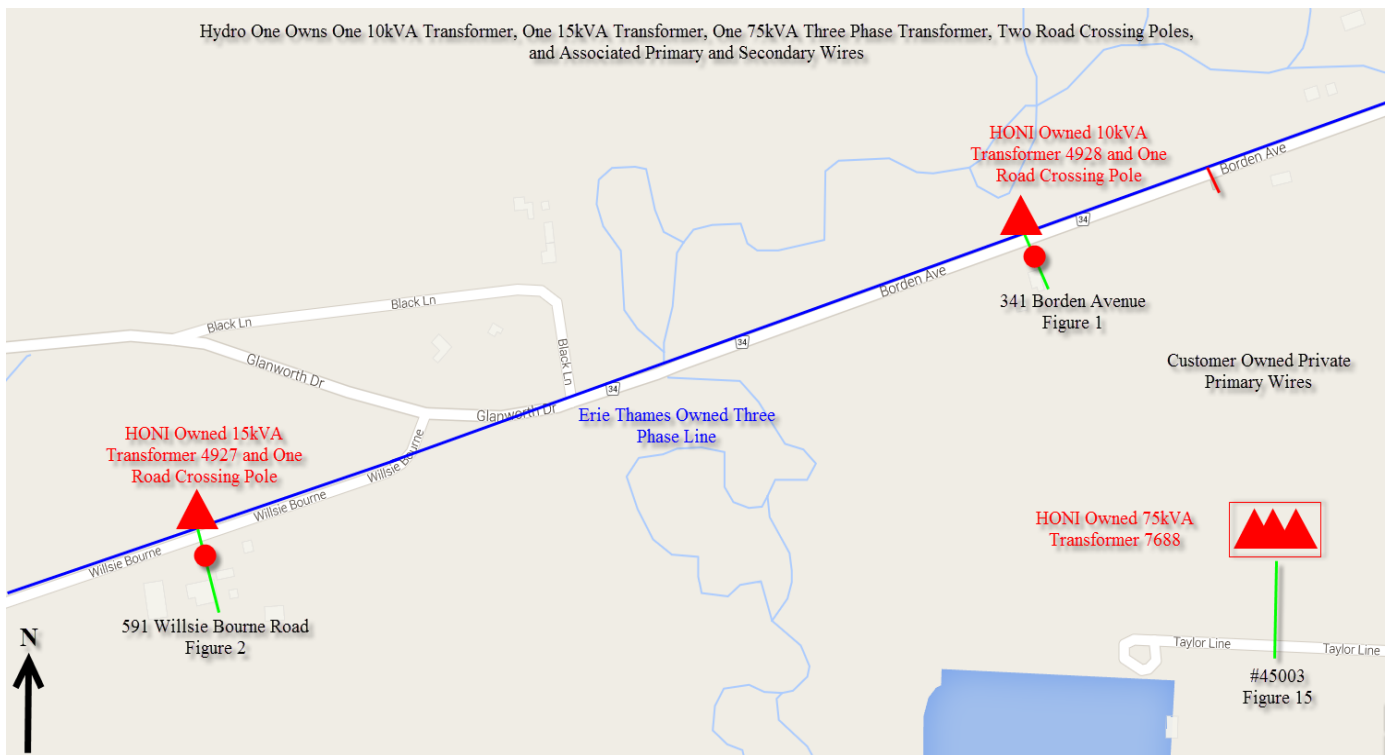 Hydro One Owns One 10kVA Transformer, One 15kVA Transformer, One 75kVA Three Phase Transformer, Two Road Crossing Poles,
and Associated Primary and Secondary Wires
HONI Owned 10kVA
Transformer 4928 and One
Road Crossing Pole
Borden Ave
34
Borden Ave
341 Borden Avenue
Figure 1
Black Ln
Black Ln
Black Ln
Glanworth Dr
34
34
Glanworth Dr
Customer Owned Private
Primary Wires
Erie Thames Owned Three
Phase Line
HONI Owned 15kVA
Transformer 4927 and One
Road Crossing Pole
Willsie Bourne
Willsie Bourne
Willsie Bourne
591 Willsie Bourne Road
Figure 2
N
HONI Owned 75kVA
Transformer 7688
Taylor Line
Taylor Line
#45003
Figure 15